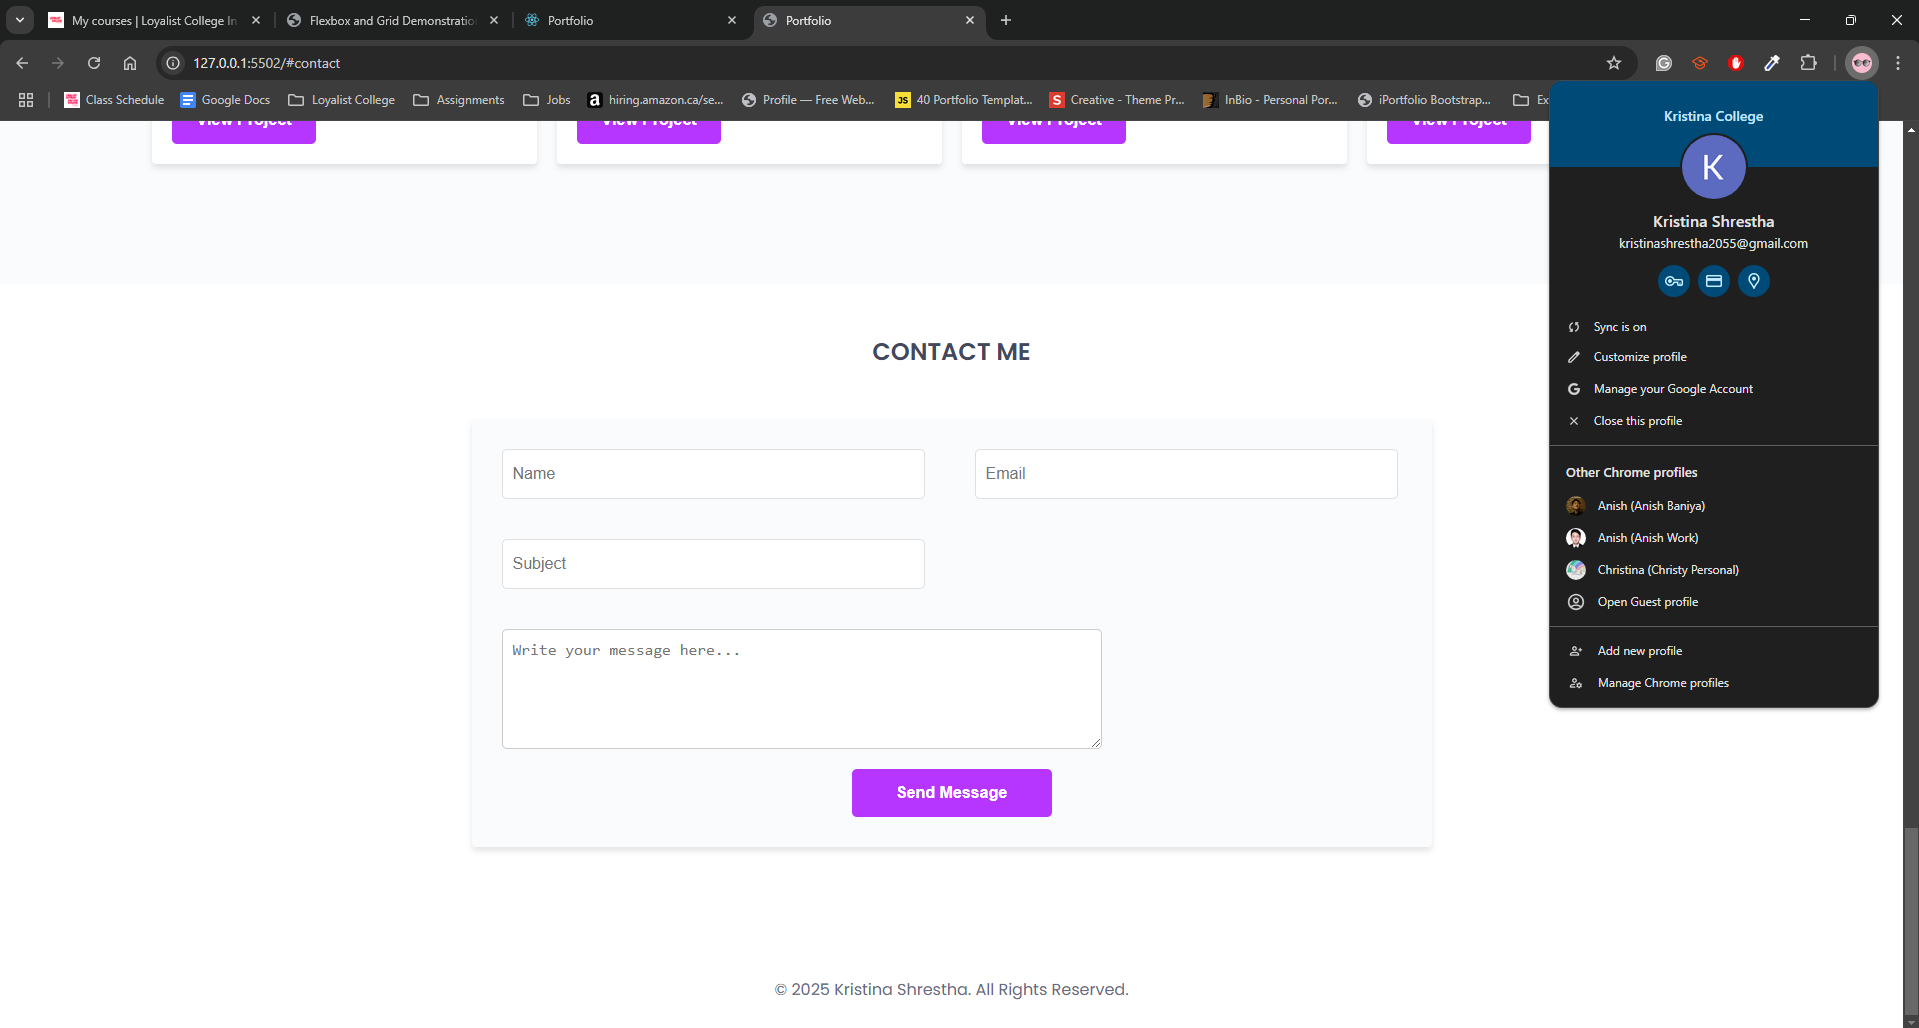 My courses | Loyalist College In
Flexbox and Grid Demonstratio
Portfolio
Portfolio
127.0.0.1:5502/#contact
Class Schedule
Google Docs
Loyalist College
Assignments
Jobs
hiring.amazon.ca/se...
Profile — Free Web...
JS
40 Portfolio Templat...
S
Creative - Theme Pr...
InBio - Personal Por...
iPortfolio Bootstrap...
Ex
View Project
View Project
View Project
View Project
Kristina College
K
Kristina Shrestha
kristinashrestha2055@gmail.com
Sync is on
Customize profile
Manage your Google Account
Close this profile
Other Chrome profiles
Anish (Anish Baniya)
Anish (Anish Work)
Christina (Christy Personal)
Open Guest profile
Add new profile
Manage Chrome profiles
CONTACT ME
Name
Email
Subject
Write your message here...
Send Message
© 2025 Kristina Shrestha. All Rights Reserved.